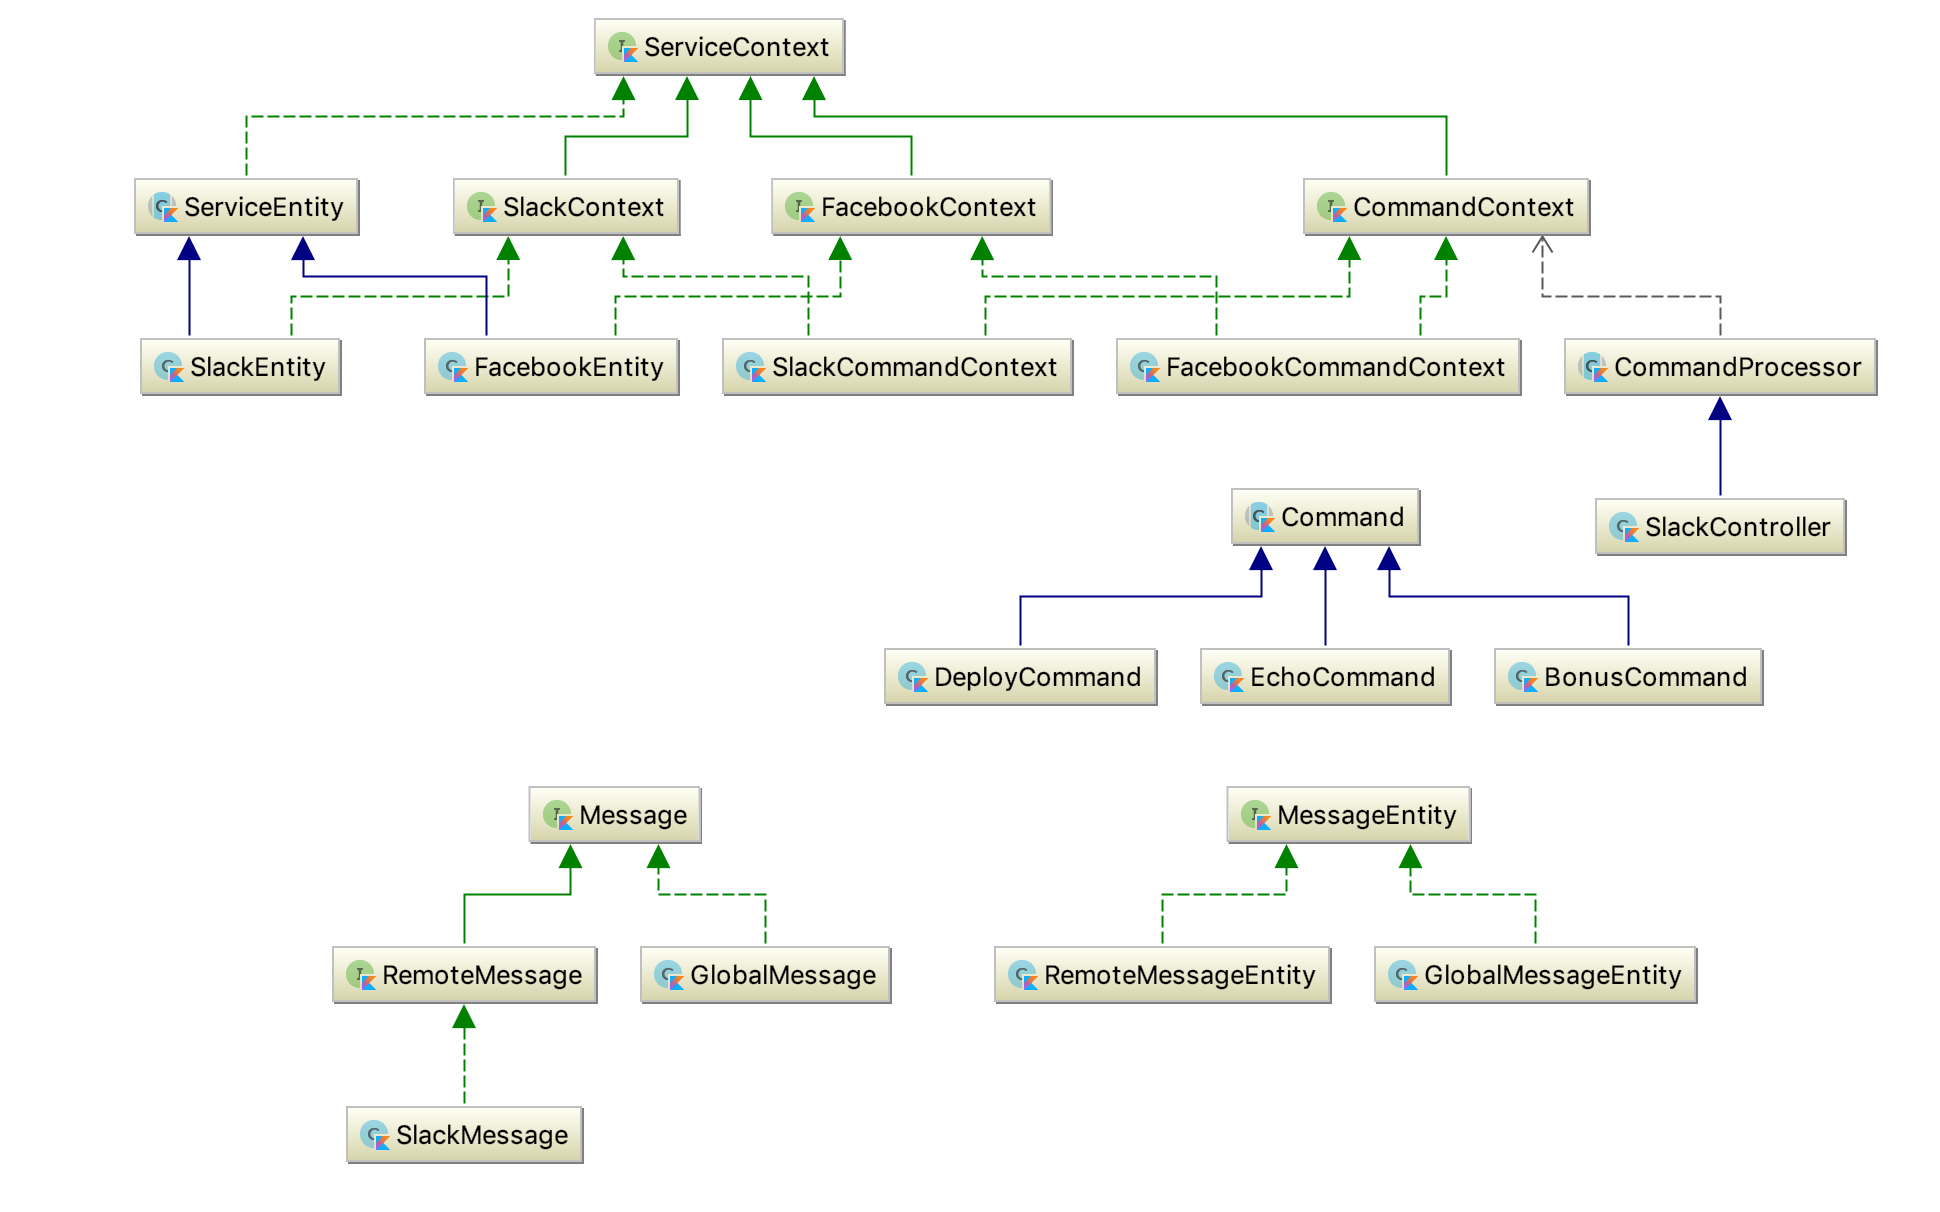 ServiceContext
ServiceEntity
SlackContext
FacebookContext
CommandContext
SlackEntity
FacebookEntity
SlackCommandContext
FacebookCommandContext
CommandProcessor
Command
SlackController
DeployCommand
EchoCommand
BonusCommand
Message
MessageEntity
RemoteMessage
GlobalMessage
RemoteMessageEntity
GlobalMessageEntity
SlackMessage